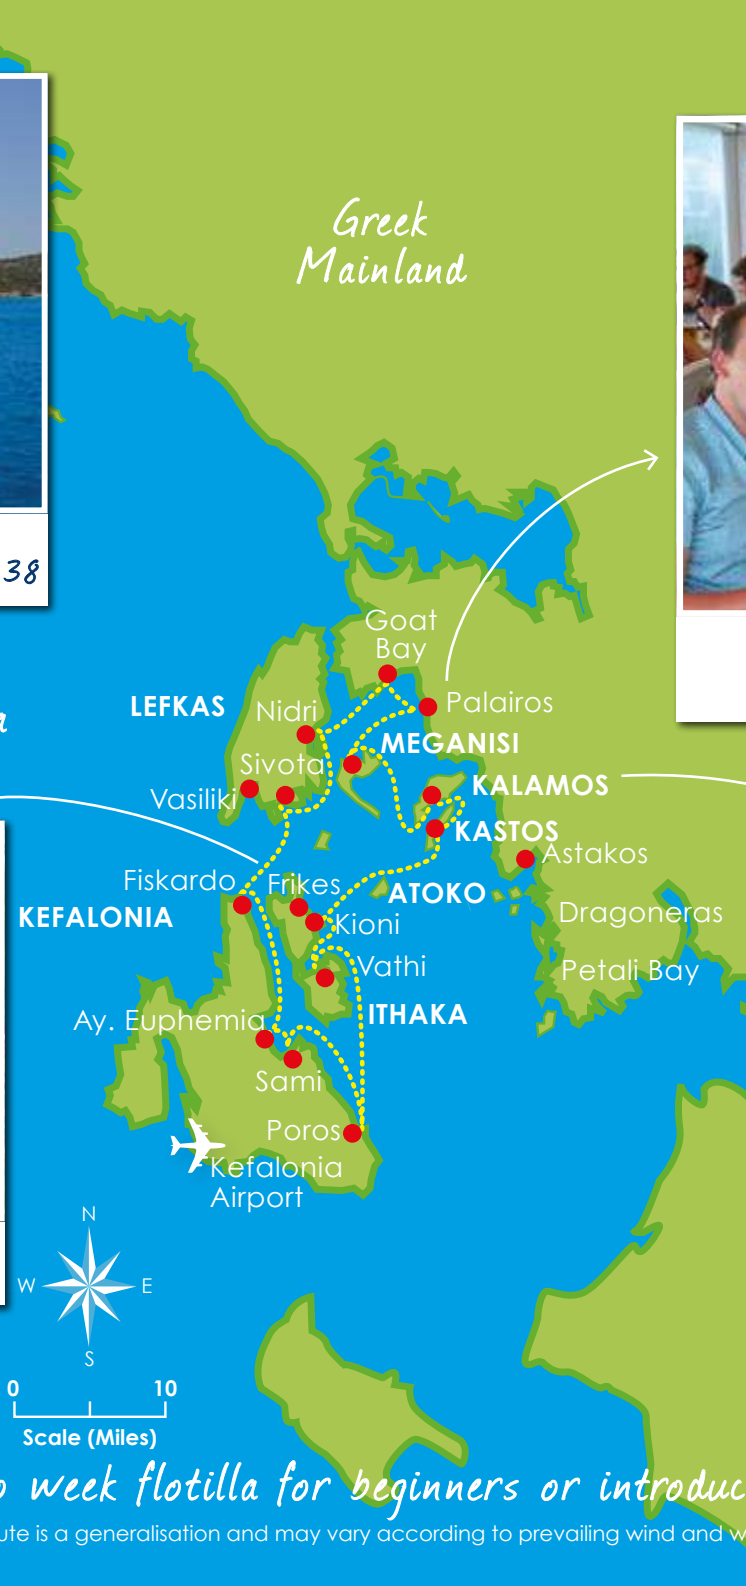 Greek
Mainland
38
Goat
Bay
LEFKAS
Nidri
Palairos
MEGANISI
Sivota
KALAMOS
Vasiliki
KASTOS
Astakos
Fiskardo
Frikes
ATOKO
KEFALONIA
Kioni
Dragoneras
Vathi
Petali Bay
ITHAKA
Ay. Euphemia
Sami
Poros
Kefalonia
Airport
N
W
E
S
0
10
Scale (Miles)
week flotilla for beginners or introduc
ute is a generalisation and may vary according to prevailing wind and w